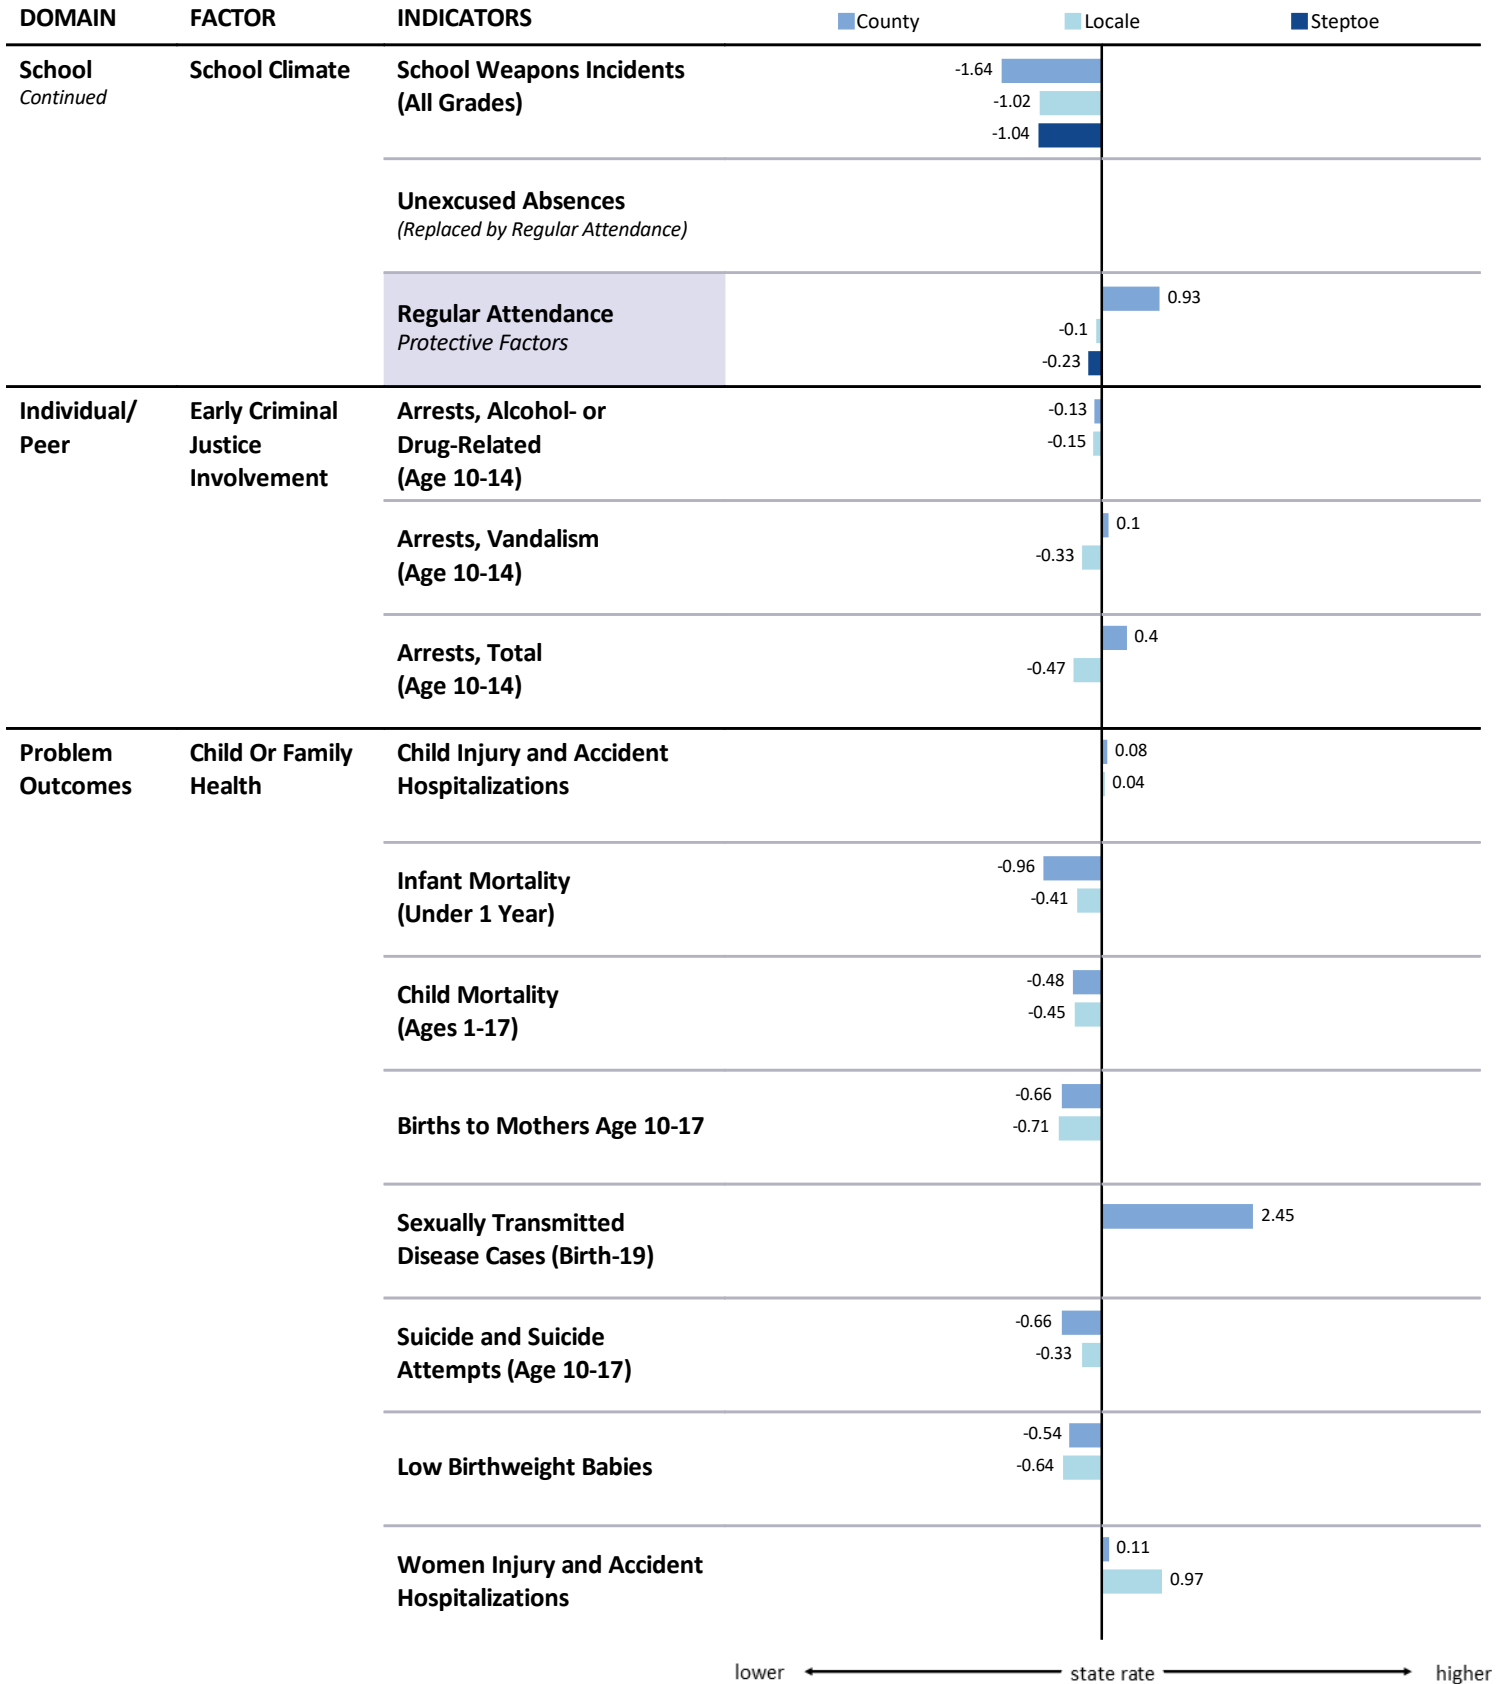 DOMAIN FACTOR INDICATORS County Locale Steptoe
School School Climate School Weapons Incidents
Continued (All Grades)
-1.64
-1.02
-1.04
Unexcused Absences
(Replaced by Regular Attendance)
Regular Attendance
Protective Factors
0.93
-0.1
-0.23
Individual/ Early Criminal Arrests, Alcohol- or
Peer Justice Drug-Related
Involvement (Age 10-14)
-0.13
-0.15
Arrests, Vandalism
(Age 10-14)
0.1
-0.33
Arrests, Total
(Age 10-14)
0.4
-0.47
Problem Child Or Family Child Injury and Accident
Outcomes Health Hospitalizations
0.08
0.04
Infant Mortality
(Under 1 Year)
-0.96
-0.41
Child Mortality
(Ages 1-17)
-0.48
-0.45
Births to Mothers Age 10-17
-0.66
-0.71
Sexually Transmitted
Disease Cases (Birth-19)
2.45
Suicide and Suicide
Attempts (Age 10-17)
-0.66
-0.33
Low Birthweight Babies
-0.54
-0.64
Women Injury and Accident
Hospitalizations
0.11
0.97
lower state rate higher